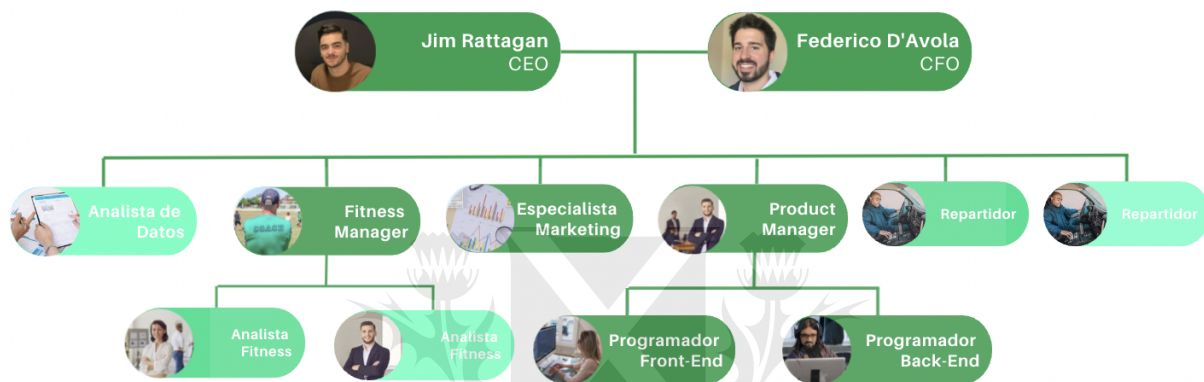 Jim Rattagan
CEO
Federico D'Avola
CFO
Analista de
Datos
Fitness
Manager
Especialista
Marketing
Product
Manager
Repartidor
Repartidor
Analista
Fitness
Analista
Fitness
Programador
Front-End
Programador
Back-End
COACH